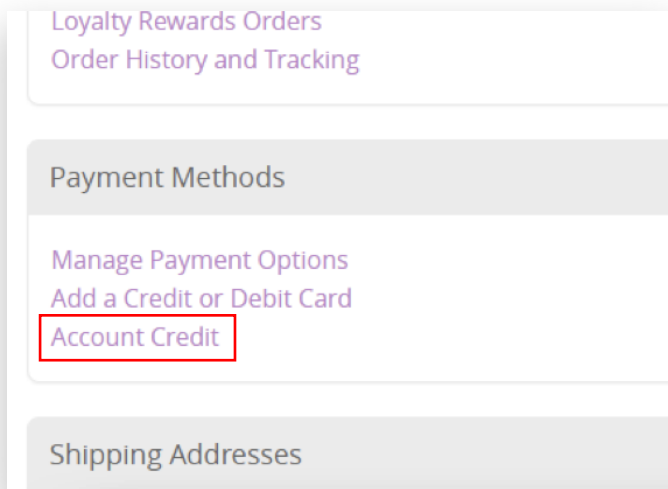 Loyalty Rewards Orders
Order History and Tracking
Payment Methods
Manage Payment Options
Add a Credit or Debit Card
Account Credit
Shipping Addresses